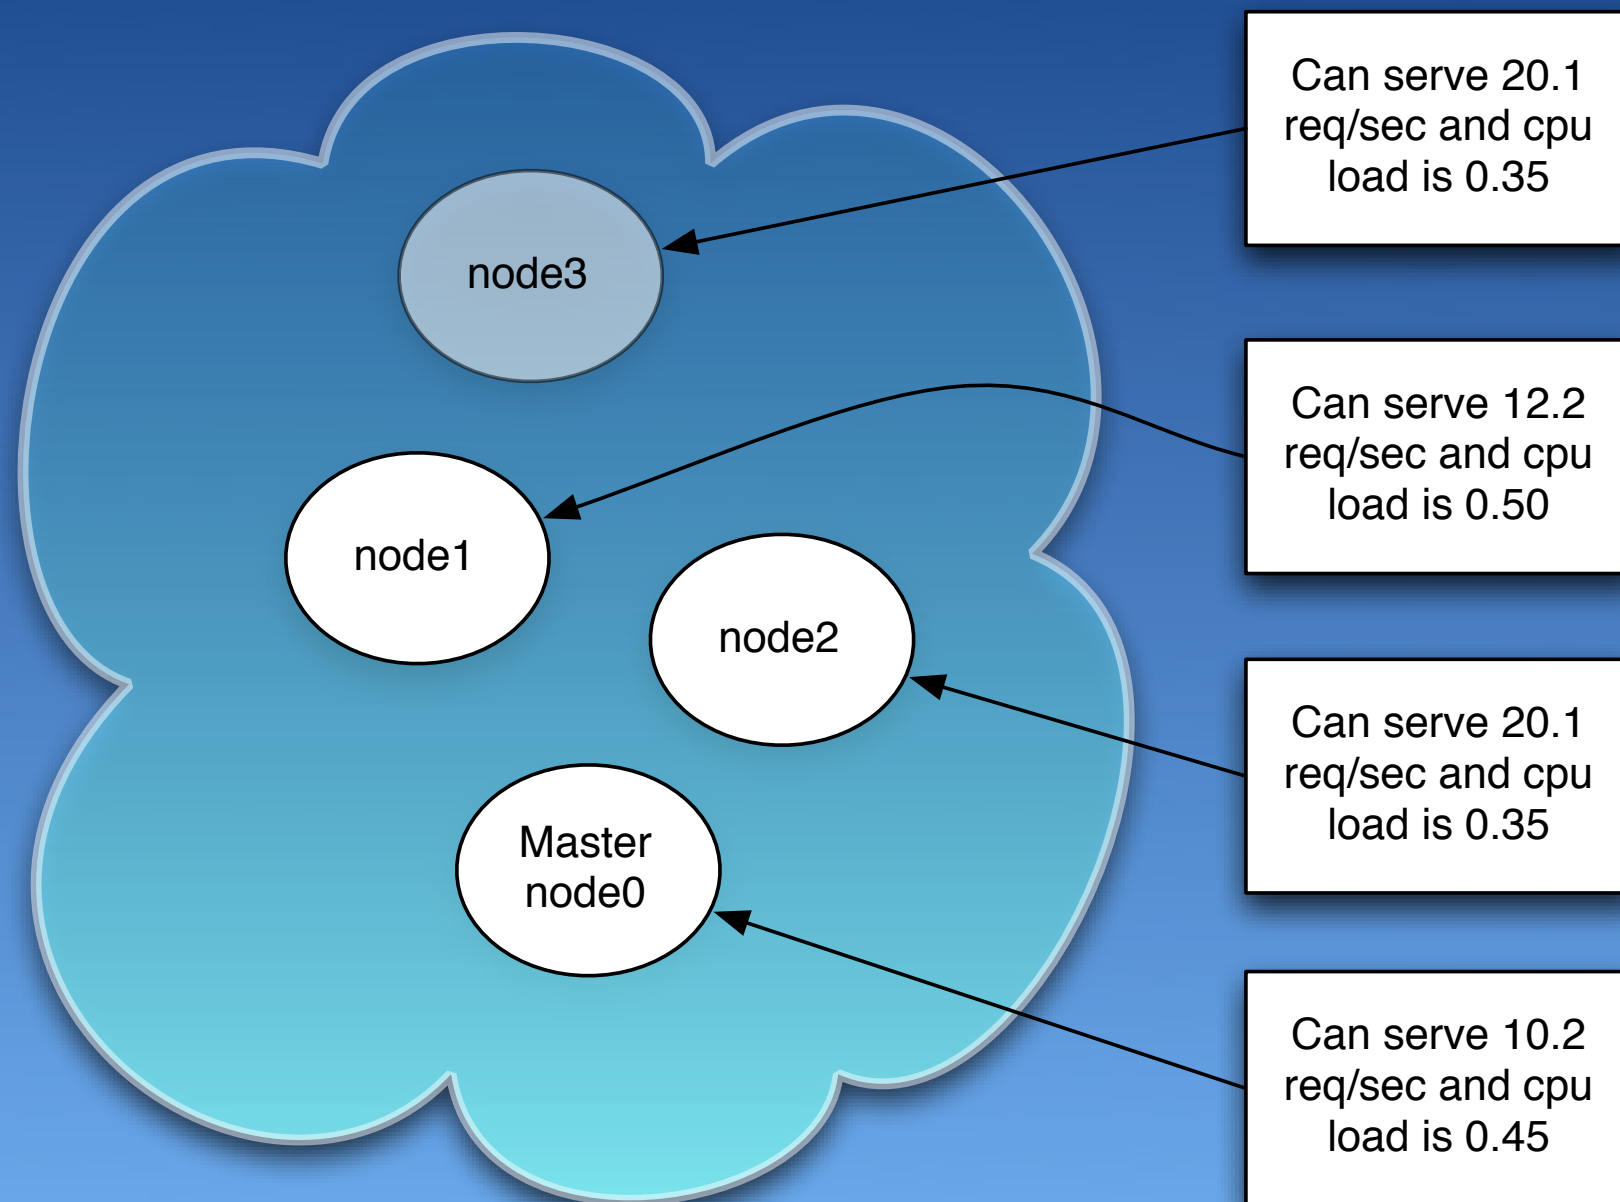 Can serve 20.1
req/sec and cpu
load is 0.35
node3
Can serve 12.2
req/sec and cpu
load is 0.50
node1
node2
Can serve 20.1
req/sec and cpu
load is 0.35
Master
node0
Can serve 10.2
req/sec and cpu
load is 0.45